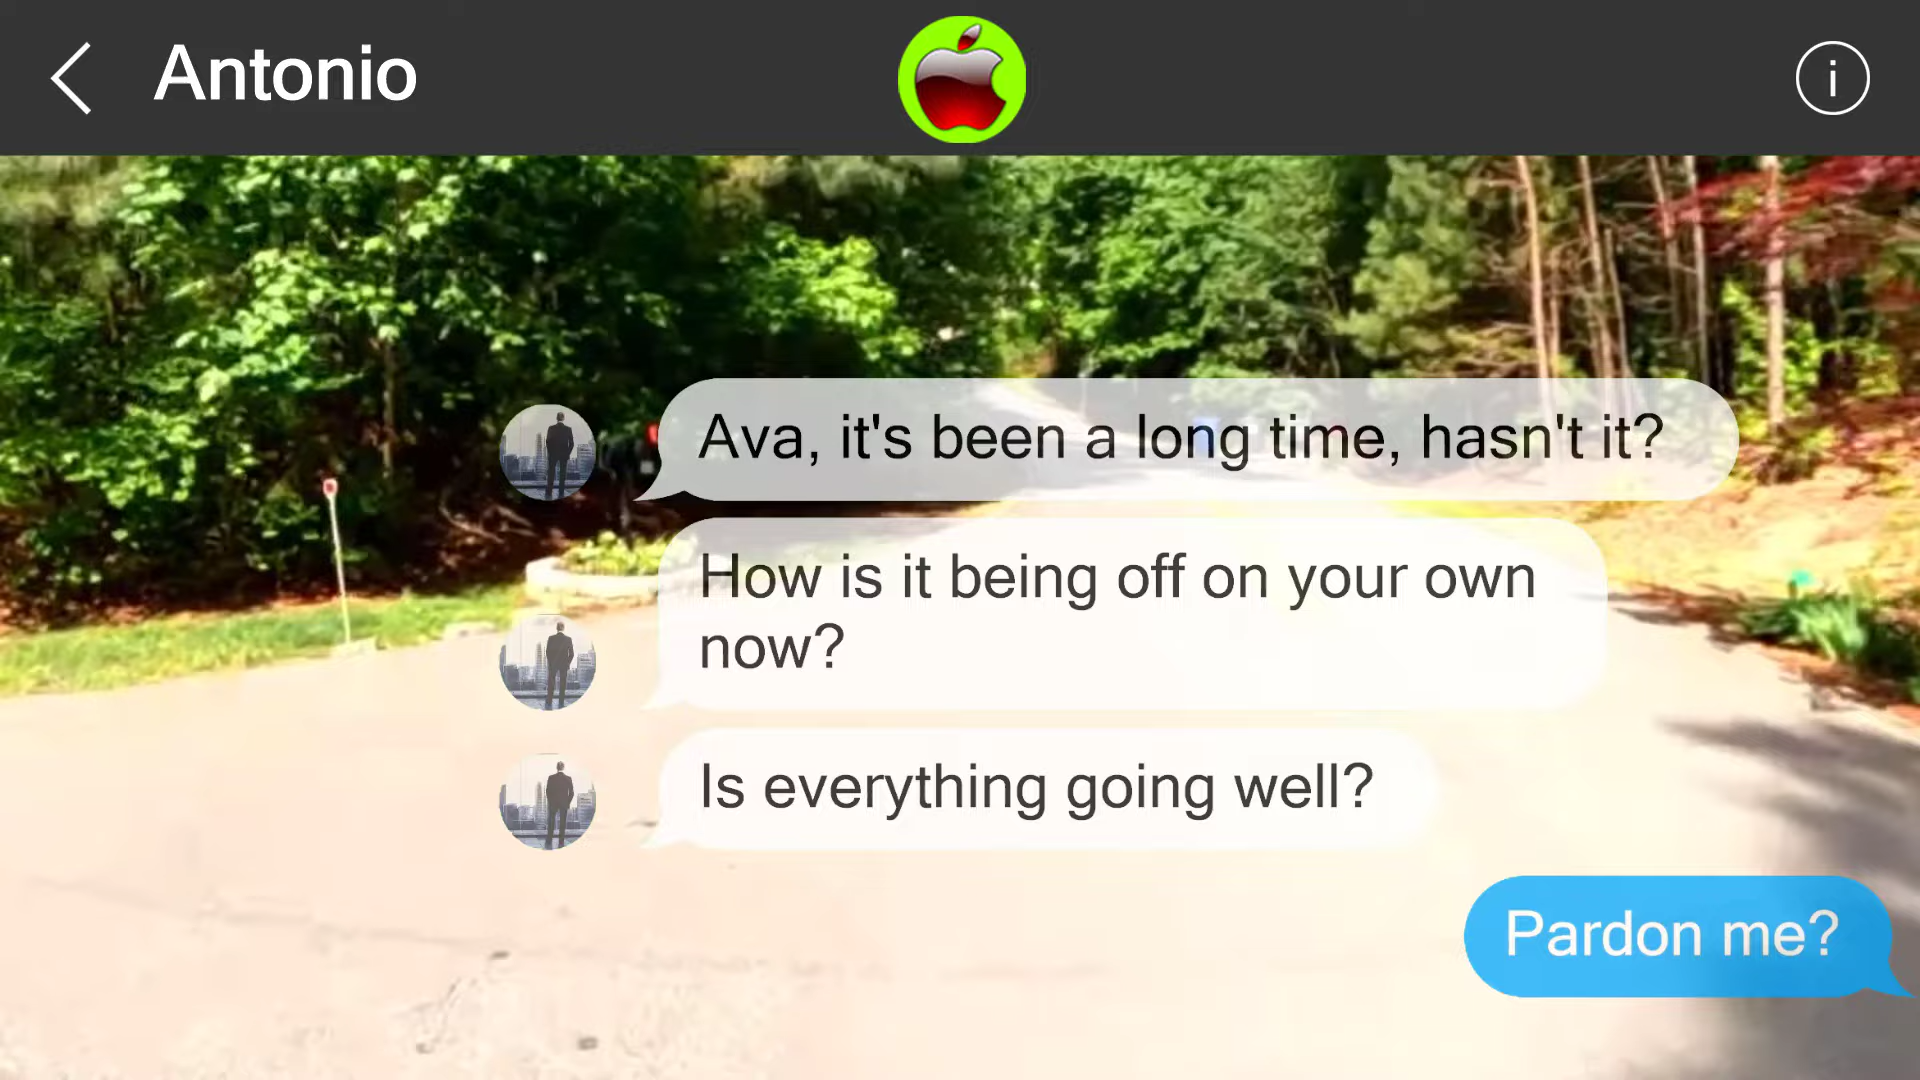 Antonio
i
Ava, it's been a long time, hasn't it?
How is it being off on your own
now?
Is everything going well?
Pardon me?